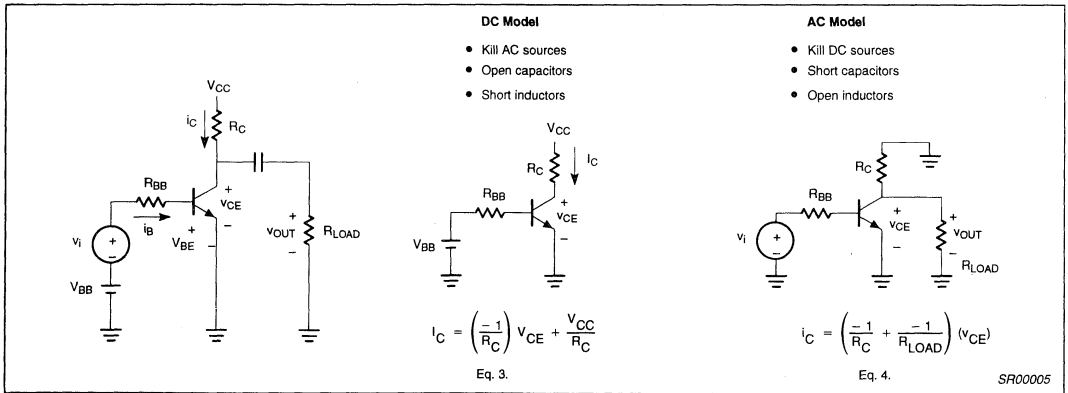 DC Model
• Kill AC sources
• Open capacitors
• Short inductors
AC Model
• Kill DC sources
• Short capacitors
• Open inductors
VCC
iC
RC
RBB
iB
+
vCE
–
+
VBE
–
vi
+
–
VBB
+
vOUT
–
RLOAD
VCC
RC
IC
RBB
+
vCE
–
VBB
RC
RBB
vi
+
–
+
vCE
–
+
vOUT
–
RLOAD
IC = (–1/RC) VCE + VCC/RC
Eq. 3.
iC = (–1/RC + –1/RLOAD) (vCE)
Eq. 4.
SR00005